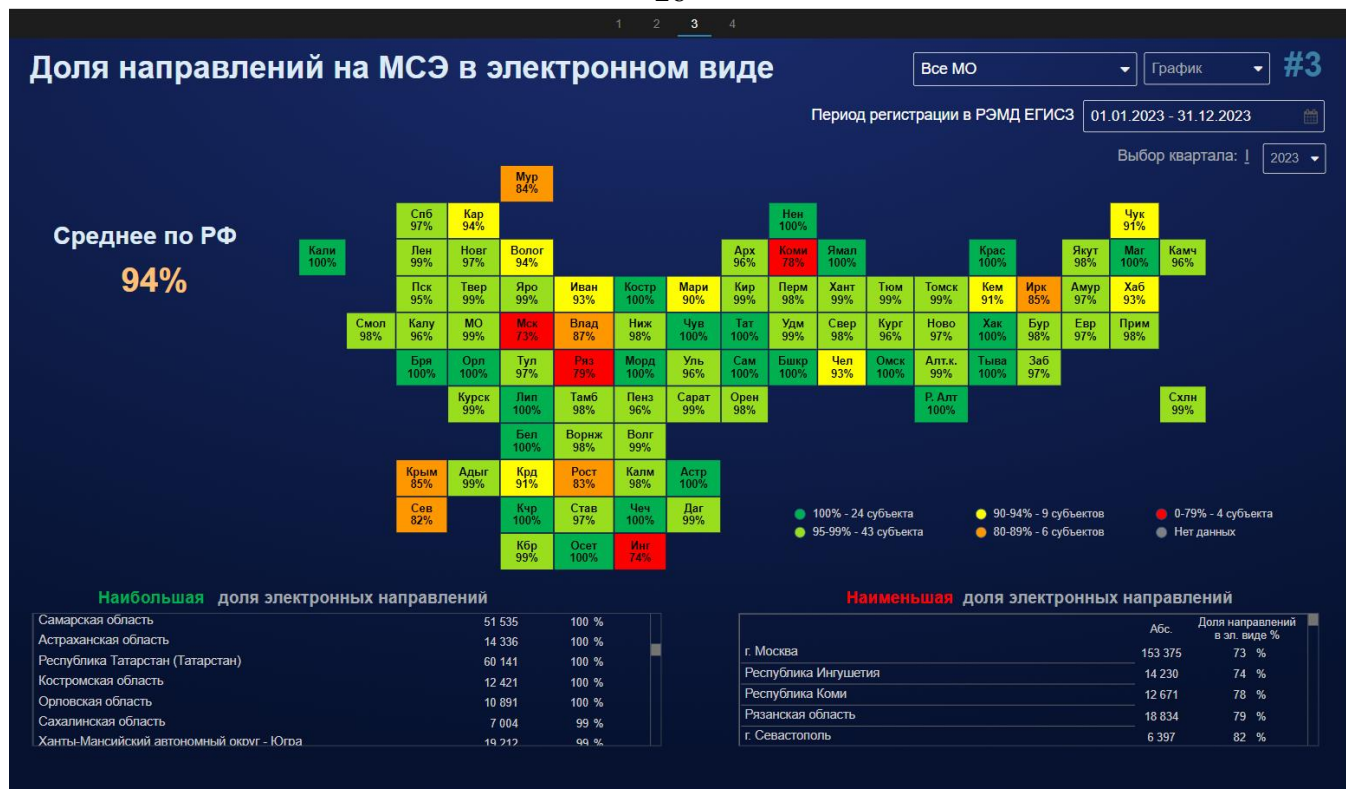 1 2 3 4
Доля направлений на МСЭ в электронном виде
Все МО
График
#3
Период регистрации в РЭМД ЕГИСЗ
01.01.2023 - 31.12.2023
Выбор квартала: I
2023
Среднее по РФ
94%
Мур
84%
Спб Кар Нен Чук
97% 94% 100% 91%
Кали Лен Новг Волог Арх Коми Ямал Крас Якут Маг Камч
100% 99% 97% 94% 96% 78% 100% 100% 98% 100% 96%
Пск Твер Яро Иван Костр Мари Кир Перм Хант Тюм Томск Кем Ирк Амур Хаб
95% 99% 99% 93% 100% 90% 99% 98% 99% 99% 99% 91% 85% 97% 93%
Смол Калу МО Мск Влад Ниж Чув Тат Удм Свер Кург Ново Хак Бур Евр Прим
98% 96% 99% 73% 87% 98% 100% 100% 99% 98% 96% 97% 100% 98% 97% 98%
Бря Орл Тул Ряз Морд Уль Сам Бшкр Чел Омск Алт.к. Тыва Заб
100% 100% 97% 79% 100% 96% 100% 100% 93% 100% 99% 100% 97%
Курск Лип Тамб Пенз Сарат Орен Р. Алт Схлн
99% 100% 98% 96% 99% 98% 100% 99%
Бел Ворнж Волг
100% 98% 99%
Крым Адыг Крд Рост Калм Астр
85% 99% 91% 83% 98% 100%
Сев Кчр Став Чеч Даг
82% 100% 97% 100% 99%
Кбр Осет Инг
99% 100% 74%
100% - 24 субъекта
90-94% - 9 субъектов
0-79% - 4 субъекта
95-99% - 43 субъекта
80-89% - 6 субъектов
Нет данных
Наибольшая доля электронных направлений
Самарская область 51 535 100 %
Астраханская область 14 336 100 %
Республика Татарстан (Татарстан) 60 141 100 %
Костромская область 12 421 100 %
Орловская область 10 891 100 %
Сахалинская область 7 004 99 %
Ханты-Мансийский автономный округ - Югра 19 212 99 %
Наименьшая доля электронных направлений
Абс. Доля направлений
в эл. виде %
г. Москва 153 375 73 %
Республика Ингушетия 14 230 74 %
Республика Коми 12 671 78 %
Рязанская область 18 834 79 %
г. Севастополь 6 397 82 %